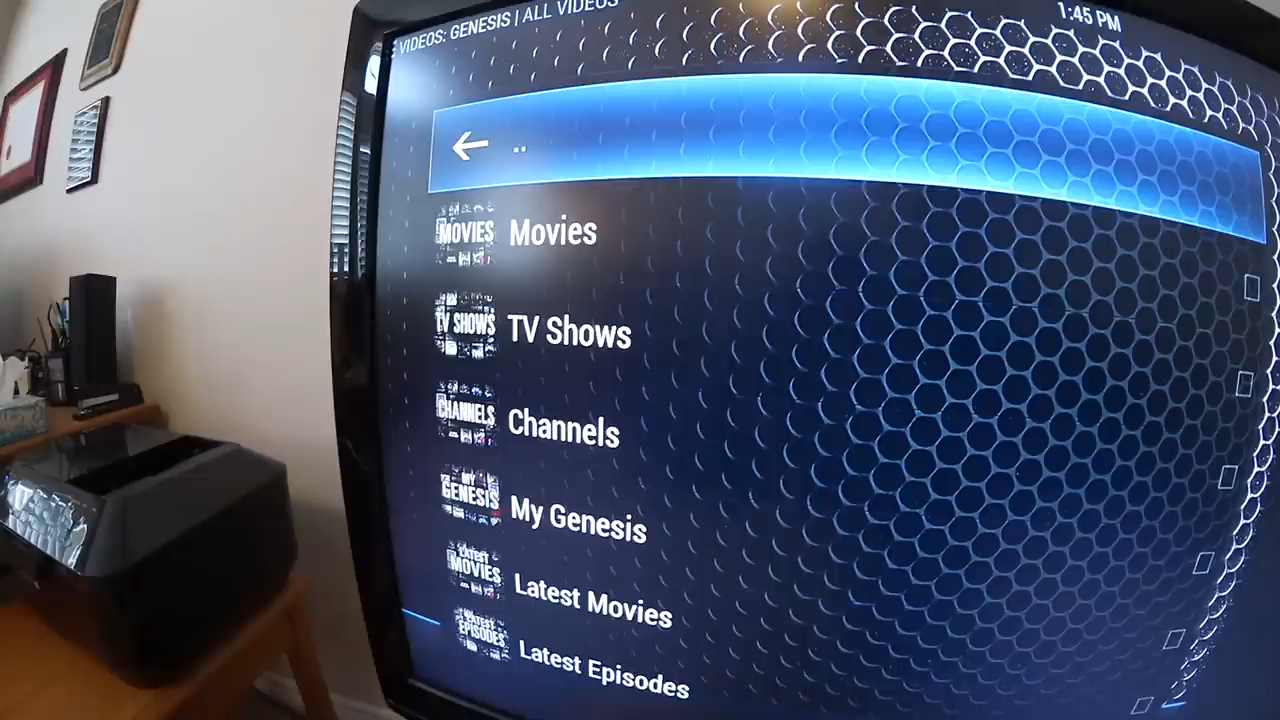 VIDEOS: GENESIS | ALL VIDEOS
1:45 PM
..
MOVIES
Movies
TV SHOWS
TV Shows
CHANNELS
Channels
MY
GENESIS
My Genesis
LATEST
MOVIES
Latest Movies
LATEST
EPISODES
Latest Episodes